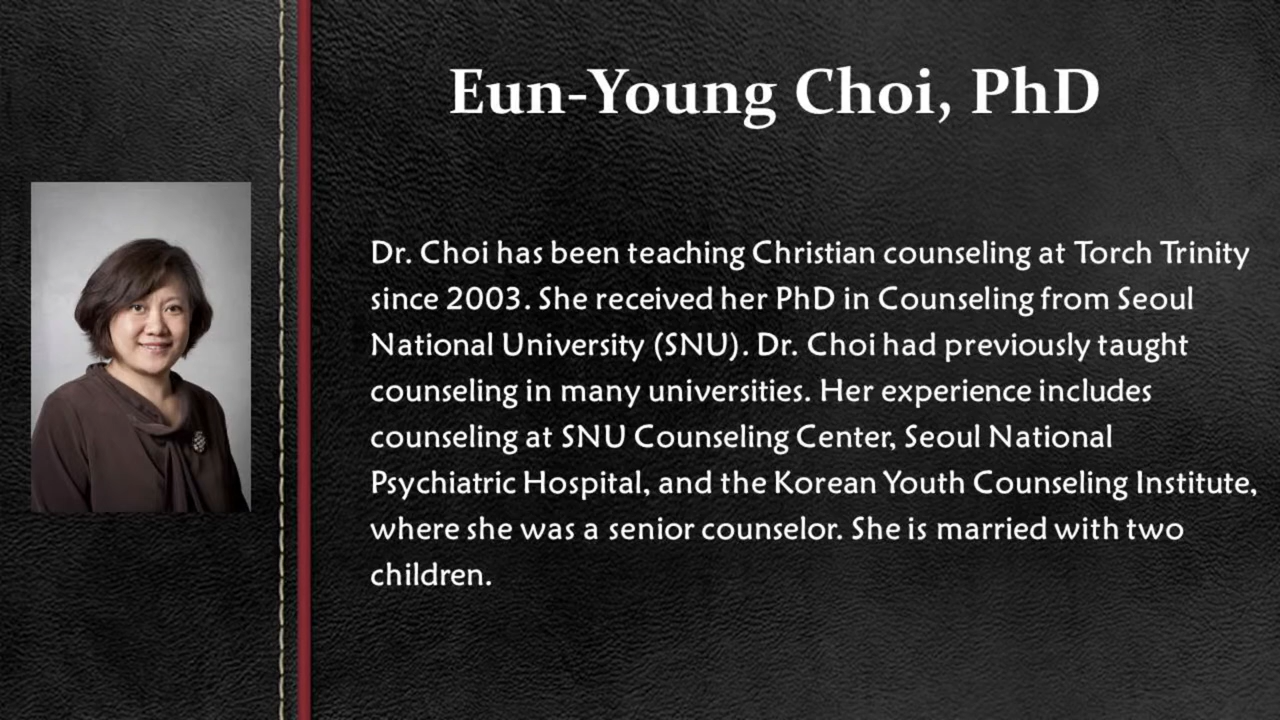 Eun-Young Choi, PhD
Dr. Choi has been teaching Christian counseling at Torch Trinity
since 2003. She received her PhD in Counseling from Seoul
National University (SNU). Dr. Choi had previously taught
counseling in many universities. Her experience includes
counseling at SNU Counseling Center, Seoul National
Psychiatric Hospital, and the Korean Youth Counseling Institute,
where she was a senior counselor. She is married with two
children.